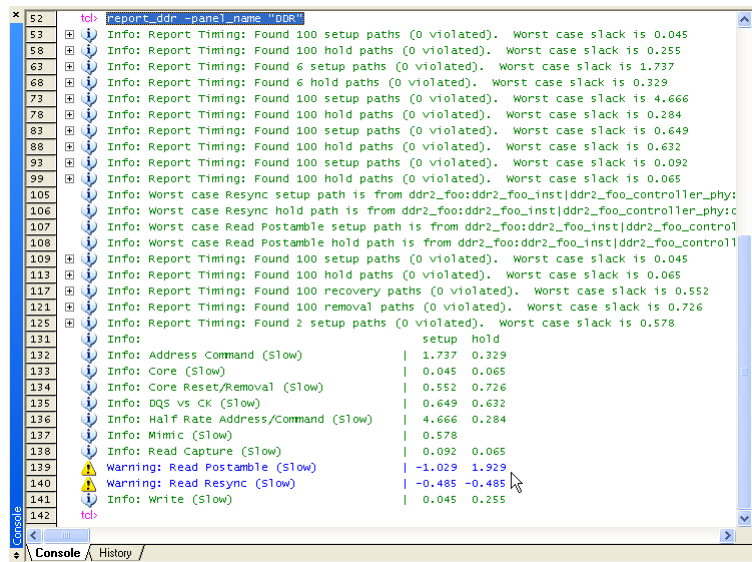 52 tcl> report_ddr -panel_name "DDR"
53 Info: Report Timing: Found 100 setup paths (0 violated).  Worst case slack is 0.045
58 Info: Report Timing: Found 100 hold paths (0 violated).  Worst case slack is 0.255
63 Info: Report Timing: Found 6 setup paths (0 violated).  Worst case slack is 1.737
68 Info: Report Timing: Found 6 hold paths (0 violated).  Worst case slack is 0.329
73 Info: Report Timing: Found 100 setup paths (0 violated).  Worst case slack is 4.666
78 Info: Report Timing: Found 100 hold paths (0 violated).  Worst case slack is 0.284
83 Info: Report Timing: Found 100 setup paths (0 violated).  Worst case slack is 0.649
88 Info: Report Timing: Found 100 hold paths (0 violated).  Worst case slack is 0.632
93 Info: Report Timing: Found 100 setup paths (0 violated).  Worst case slack is 0.092
99 Info: Report Timing: Found 100 hold paths (0 violated).  Worst case slack is 0.065
105 Info: Worst case Resync setup path is from ddr2_foo:ddr2_foo_inst|ddr2_foo_controller_phy:
106 Info: Worst case Resync hold path is from ddr2_foo:ddr2_foo_inst|ddr2_foo_controller_phy:
107 Info: Worst case Read Postamble setup path is from ddr2_foo:ddr2_foo_inst|ddr2_foo_controll
108 Info: Worst case Read Postamble hold path is from ddr2_foo:ddr2_foo_inst|ddr2_foo_controll
109 Info: Report Timing: Found 100 setup paths (0 violated).  Worst case slack is 0.045
113 Info: Report Timing: Found 100 hold paths (0 violated).  Worst case slack is 0.065
117 Info: Report Timing: Found 100 recovery paths (0 violated).  Worst case slack is 0.552
121 Info: Report Timing: Found 100 removal paths (0 violated).  Worst case slack is 0.726
125 Info: Report Timing: Found 2 setup paths (0 violated).  Worst case slack is 0.578
131 Info: setup hold
132 Info: Address Command (Slow) | 1.737 0.329
133 Info: Core (Slow) | 0.045 0.065
134 Info: Core Reset/Removal (Slow) | 0.552 0.726
135 Info: DQS vs CK (Slow) | 0.649 0.632
136 Info: Half Rate Address/Command (Slow) | 4.666 0.284
137 Info: Mimic (Slow) | 0.578
138 Info: Read Capture (Slow) | 0.092 0.065
139 Warning: Read Postamble (Slow) | -1.029 1.929
140 Warning: Read Resync (Slow) | -0.485 -0.485
141 Info: Write (Slow) | 0.045 0.255
142 tcl>
Console
Console History